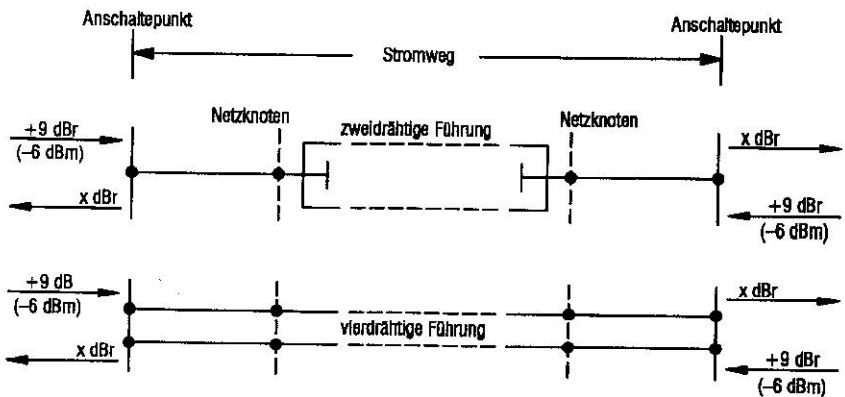 Anschaltepunkt
Anschaltepunkt
Stromweg
Netzknoten
Netzknoten
zweidrähtige Führung
+9 dBr
(–6 dBm)
x dBr
x dBr
+9 dBr
(–6 dBm)
+9 dB
(–6 dBm)
x dBr
vierdrähtige Führung
x dBr
+9 dBr
(–6 dBm)